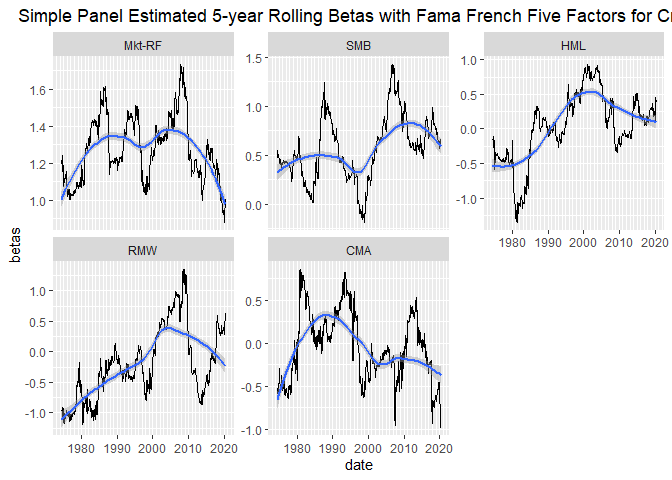 Simple Panel Estimated 5-year Rolling Betas with Fama French Five Factors for
Mkt-RF SMB HML
1.6 1.4 1.2 1.0
1.5 1.0 0.5 0.0
1.0 0.5 0.0 -0.5 -1.0
1980 1990 2000 2010 2020
RMW CMA
1.0 0.5 0.0 -0.5 -1.0
0.5 0.0 -0.5 -1.0
1980 1990 2000 2010 2020 1980 1990 2000 2010 2020
betas
date